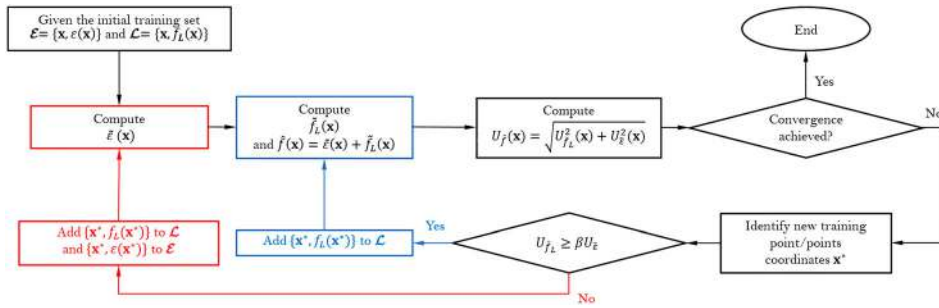 Given the initial training set
𝓔= {𝐱, ε(𝐱)} and 𝓛= {𝐱, f_L(𝐱)}
End
Yes
Compute
ε̃ (𝐱)
Compute
f̃_L(𝐱)
and f̂(𝐱) = ε̃(𝐱) + f̃_L(𝐱)
Compute
U_f̂(𝐱) = √(U²_f̃_L(𝐱) + U²_ε̃(𝐱))
Convergence
achieved?
No
Add {𝐱*, f_L(𝐱*)} to 𝓛
and {𝐱*, ε(𝐱*)} to 𝓔
Add {𝐱*, f_L(𝐱*)} to 𝓛
Yes
U_f̃_L ≥ βU_ε̃
Identify new training
point/points
coordinates 𝐱*
No